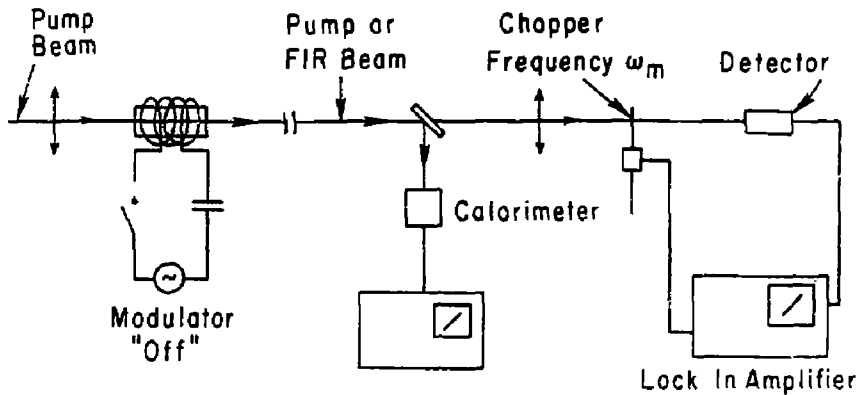 Pump
Beam
Pump or
FIR Beam
Chopper
Frequency ωm
Detector
Calorimeter
~
Modulator
"Off"
Lock In Amplifier